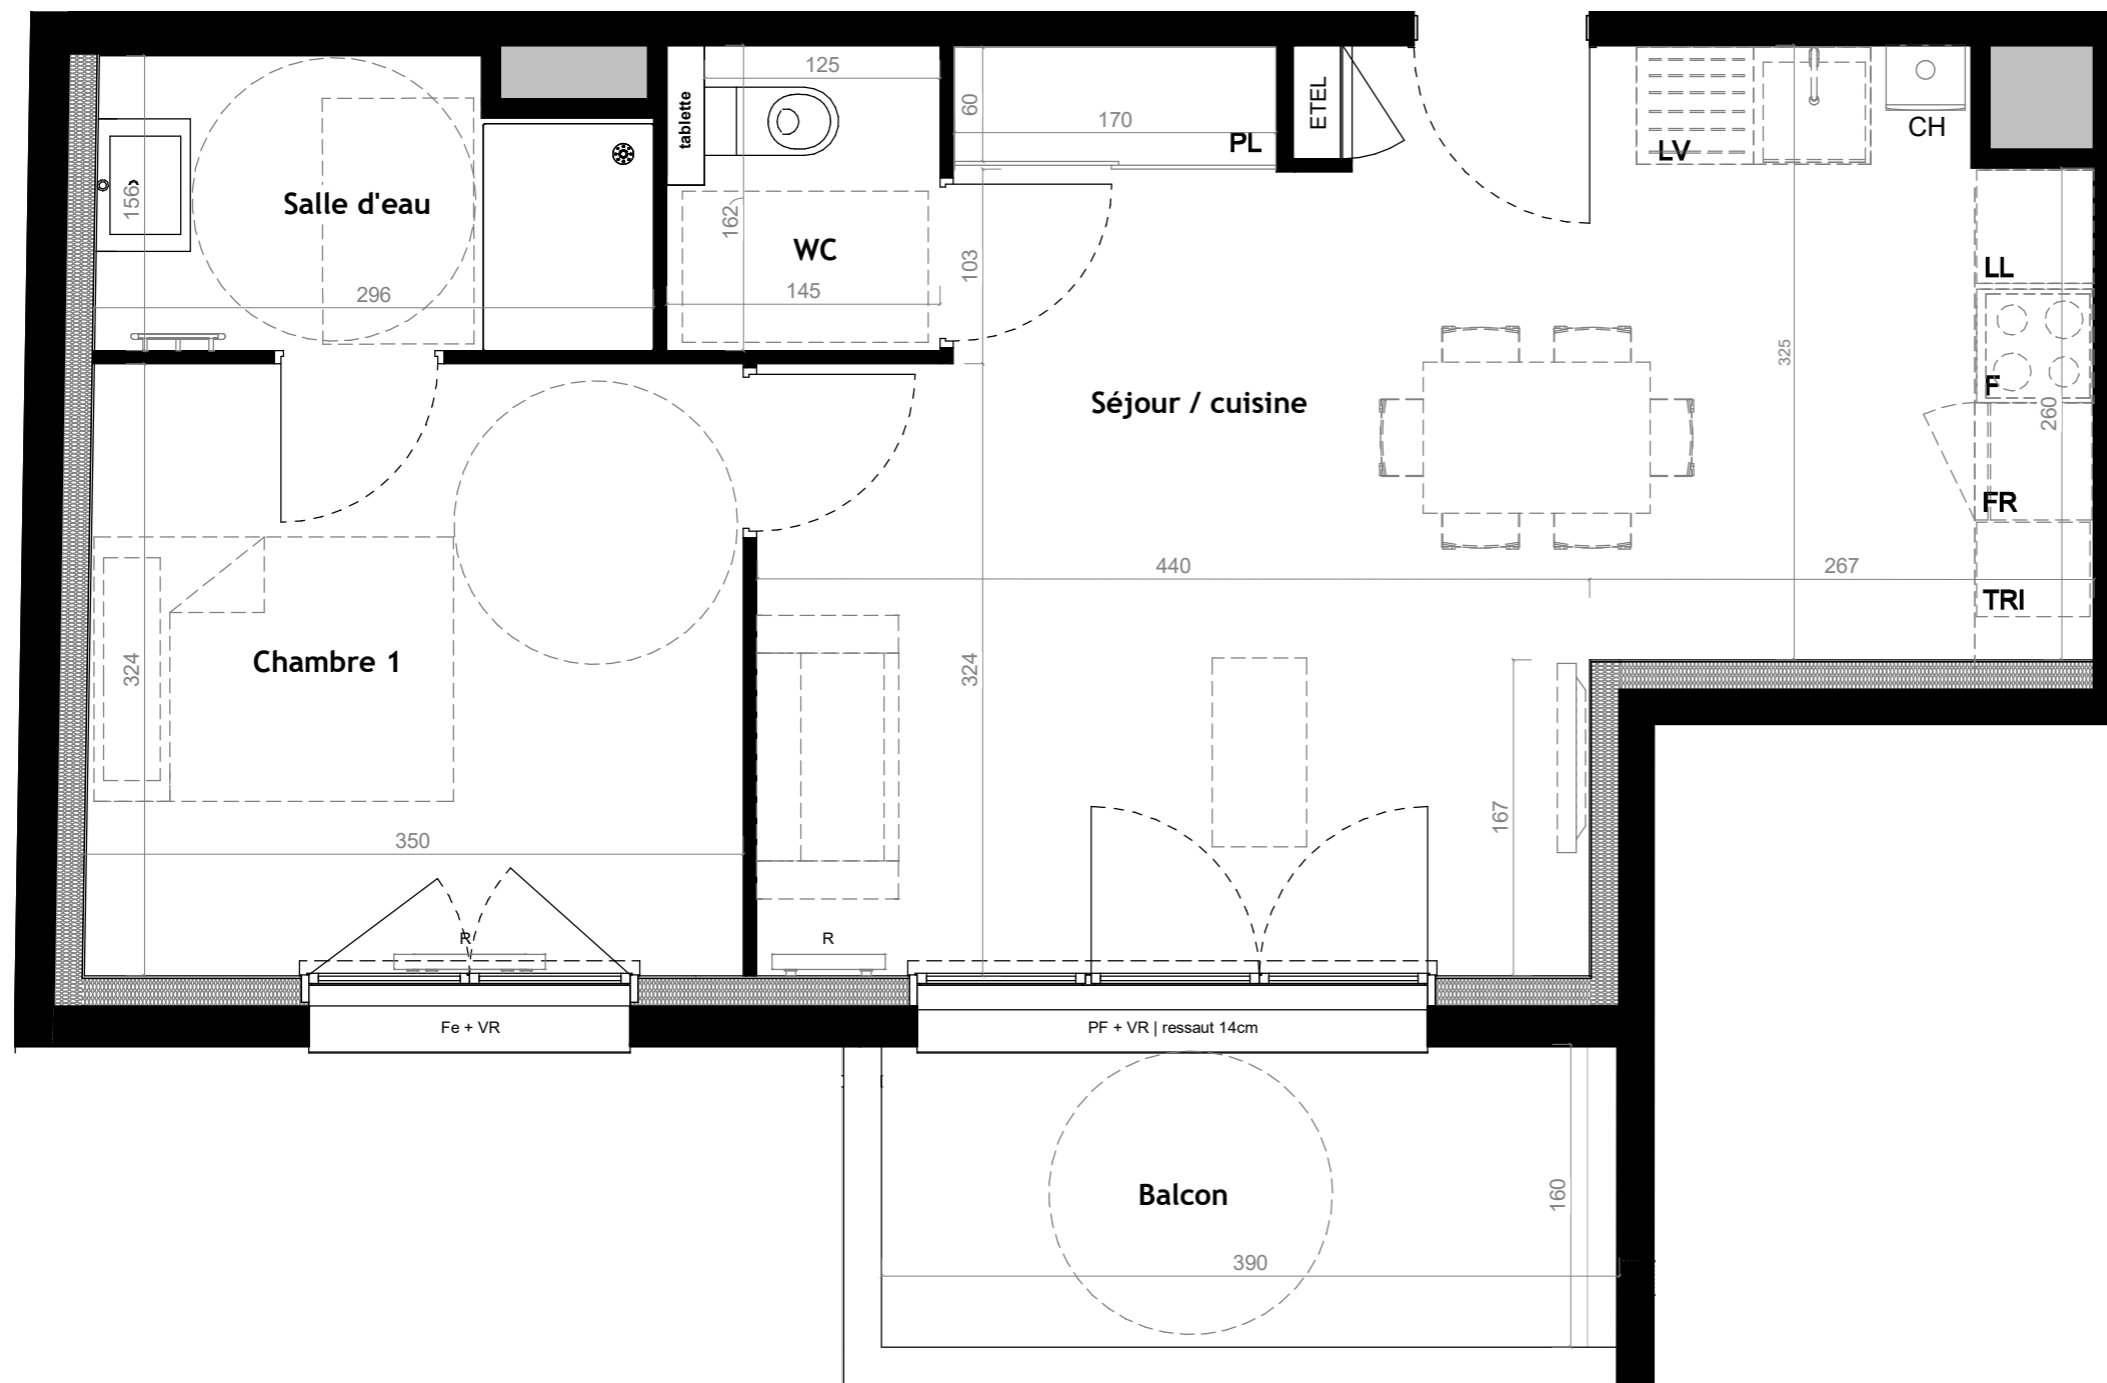 125
tablette
60
170
PL
ETEL
LV
CH
156
Salle d'eau
162
WC
103
LL
296
145
325
F
260
Séjour / cuisine
FR
440
267
TRI
Chambre 1
324
324
167
350
R
R
Fe + VR
PF + VR | ressaut 14cm
Balcon
160
390